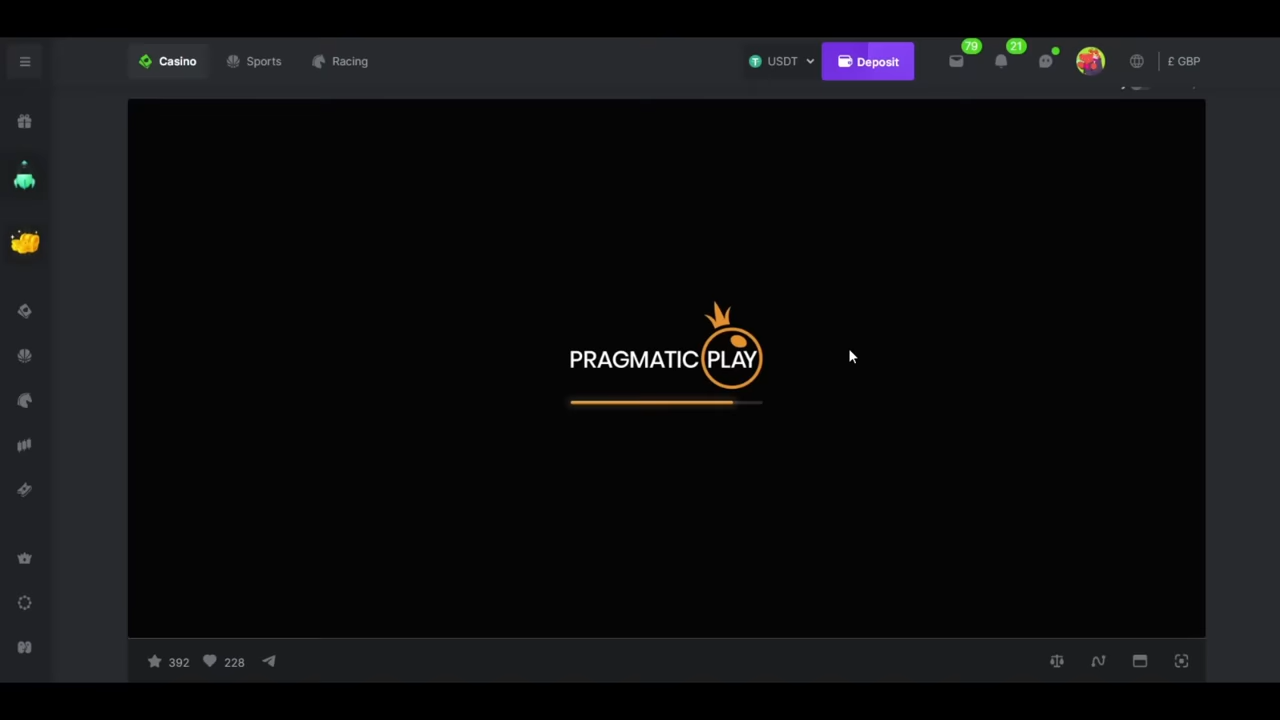 Casino
Sports
Racing
USDT
Deposit
79
21
£ GBP
PRAGMATIC PLAY
392
228